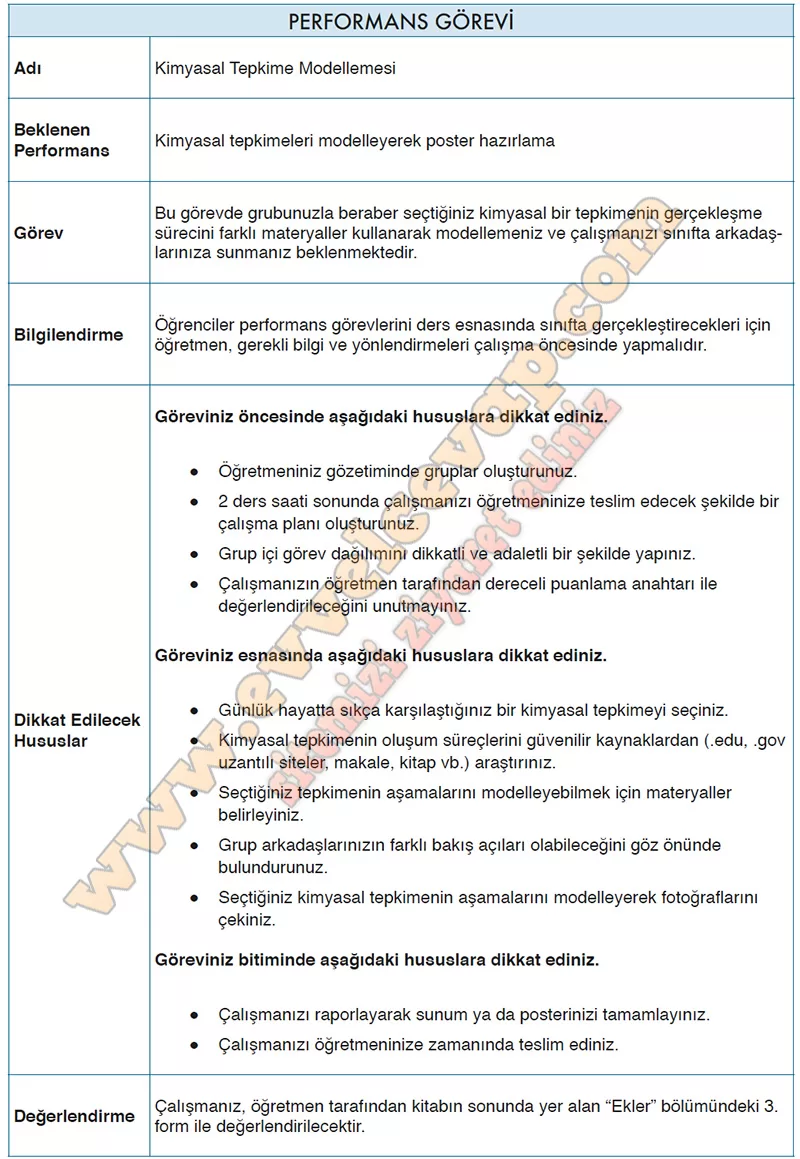 PERFORMANS GÖREVİ
Adı
Kimyasal Tepkime Modellemesi
Beklenen
Performans
Kimyasal tepkimeleri modelleyerek poster hazırlama
Görev
Bu görevde grubunuzla beraber seçtiğiniz kimyasal bir tepkimenin gerçekleşme
sürecini farklı materyaller kullanarak modellemeniz ve çalışmanızı sınıfta arkadaş-
larınıza sunmanız beklenmektedir.
Bilgilendirme
Öğrenciler performans görevlerini ders esnasında sınıfta gerçekleştirecekleri için
öğretmen, gerekli bilgi ve yönlendirmeleri çalışma öncesinde yapmalıdır.
Dikkat Edilecek
Hususlar
Göreviniz öncesinde aşağıdaki hususlara dikkat ediniz.
● Öğretmeniniz gözetiminde gruplar oluşturunuz.
● 2 ders saati sonunda çalışmanızı öğretmeninize teslim edecek şekilde bir
çalışma planı oluşturunuz.
● Grup içi görev dağılımını dikkatli ve adaletli bir şekilde yapınız.
● Çalışmanızın öğretmen tarafından dereceli puanlama anahtarı ile
değerlendirileceğini unutmayınız.
Göreviniz esnasında aşağıdaki hususlara dikkat ediniz.
● Günlük hayatta sıkça karşılaştığınız bir kimyasal tepkimeyi seçiniz.
● Kimyasal tepkimenin oluşum süreçlerini güvenilir kaynaklardan (.edu, .gov
uzantılı siteler, makale, kitap vb.) araştırınız.
● Seçtiğiniz tepkimenin aşamalarını modelleyebilmek için materyaller
belirleyiniz.
● Grup arkadaşlarınızın farklı bakış açıları olabileceğini göz önünde
bulundurunuz.
● Seçtiğiniz kimyasal tepkimenin aşamalarını modelleyerek fotoğraflarını
çekiniz.
Göreviniz bitiminde aşağıdaki hususlara dikkat ediniz.
● Çalışmanızı raporlayarak sunum ya da posterinizi tamamlayınız.
● Çalışmanızı öğretmeninize zamanında teslim ediniz.
Değerlendirme
Çalışmanız, öğretmen tarafından kitabın sonunda yer alan “Ekler” bölümündeki 3.
form ile değerlendirilecektir.
www.evvelcevap.com
sitemizi ziyaret ediniz